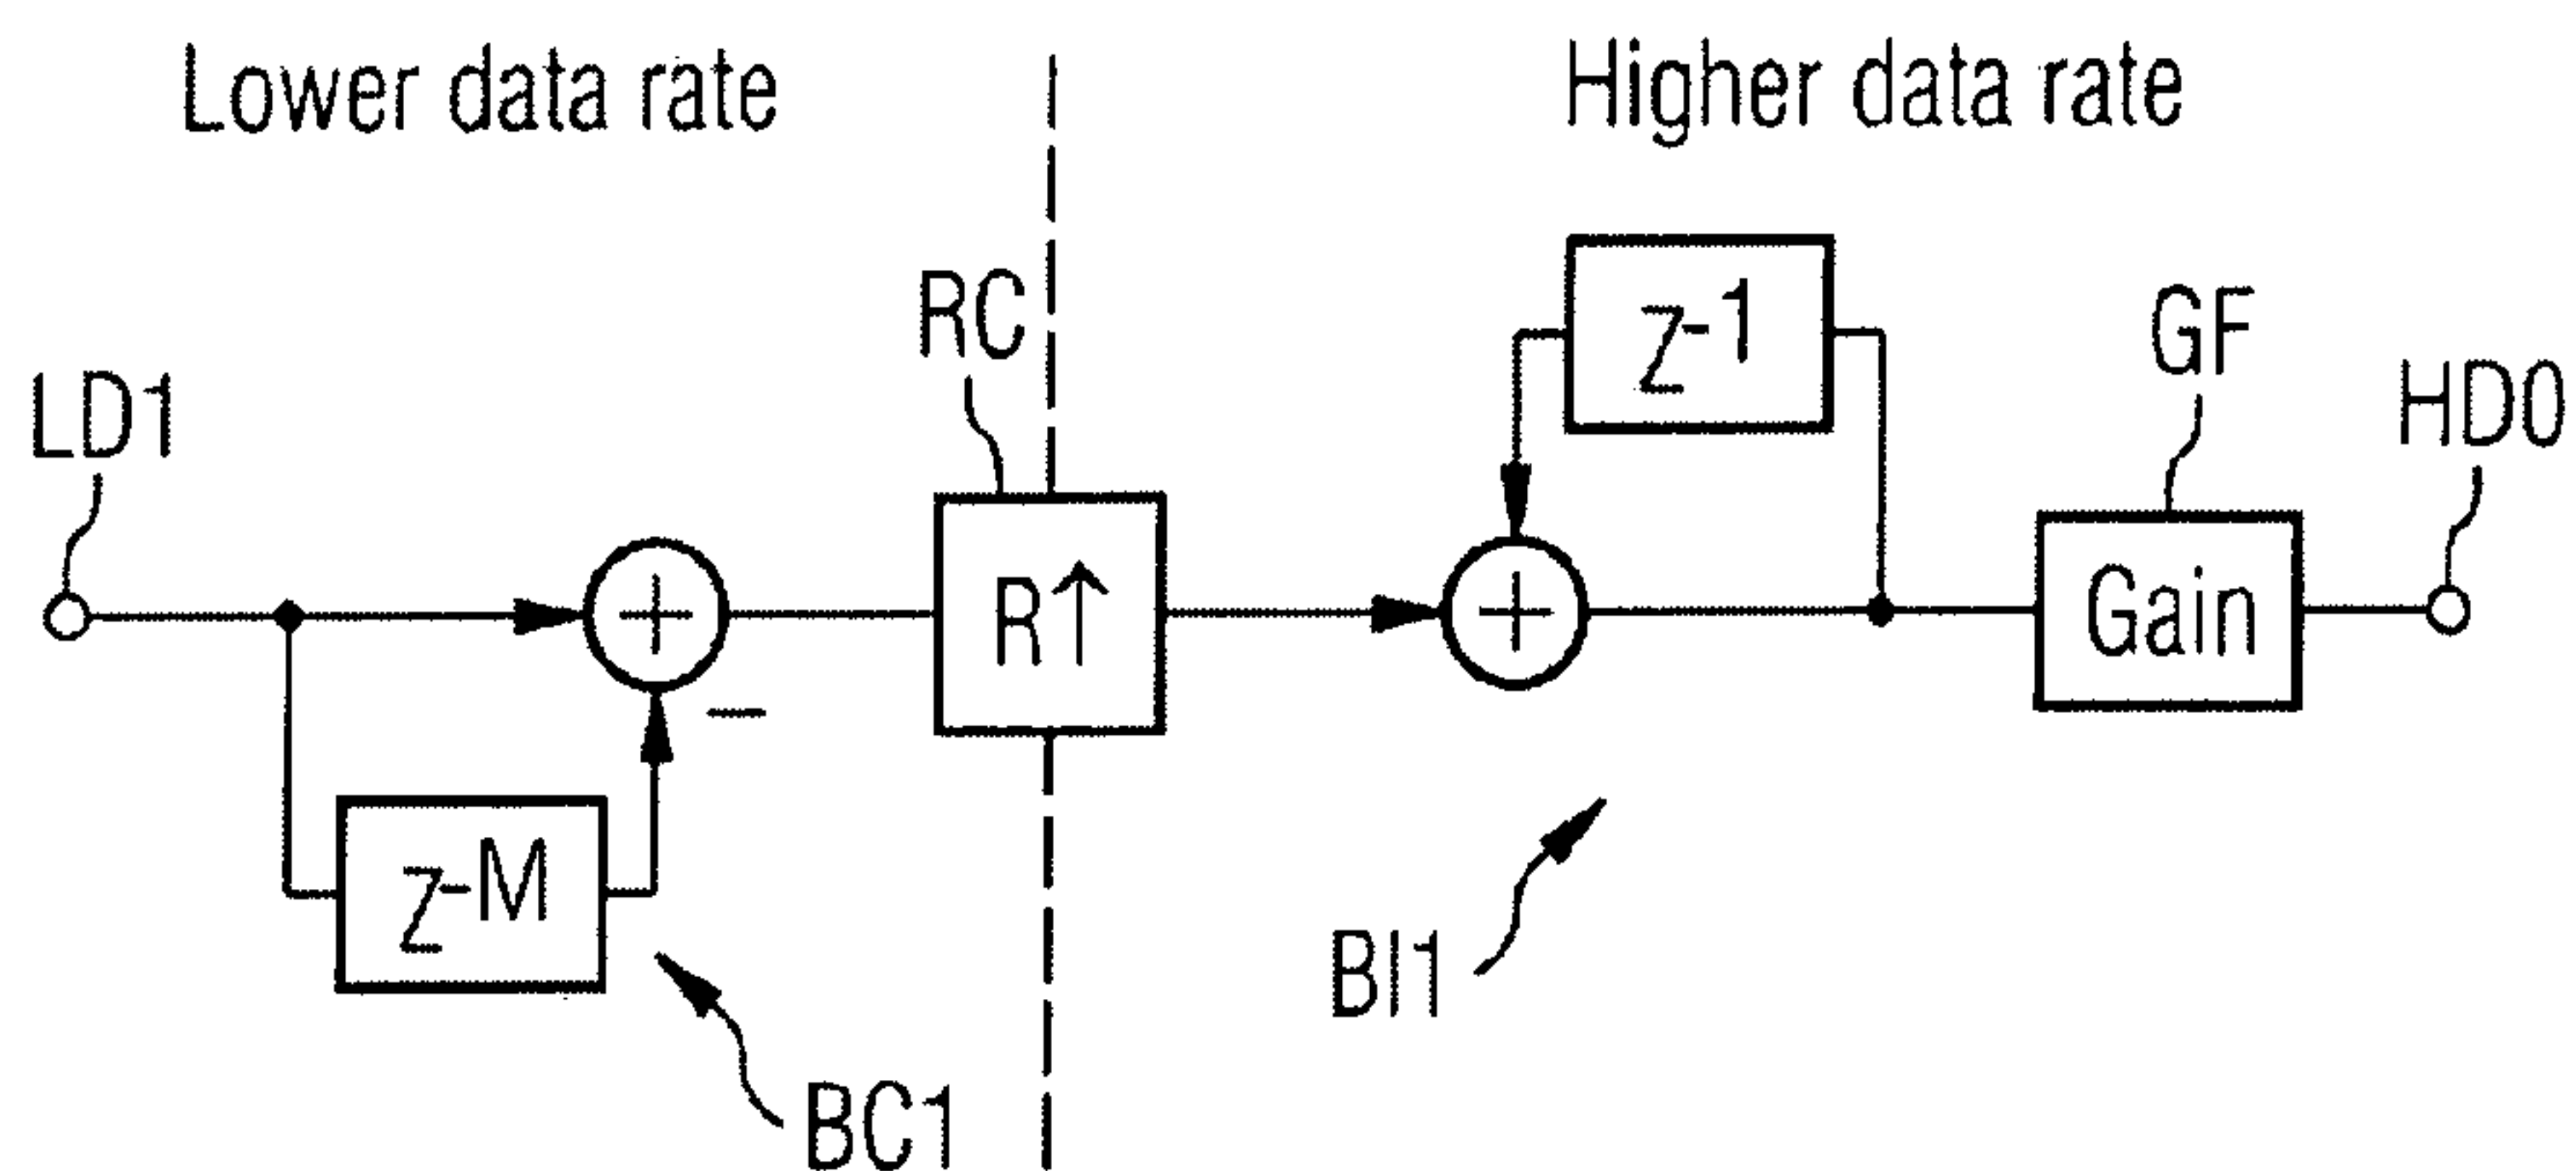 Lower data rate
Higher data rate
RC
z-1
GF
LD1
HD0
R↑
Gain
z-M
BI1
BC1